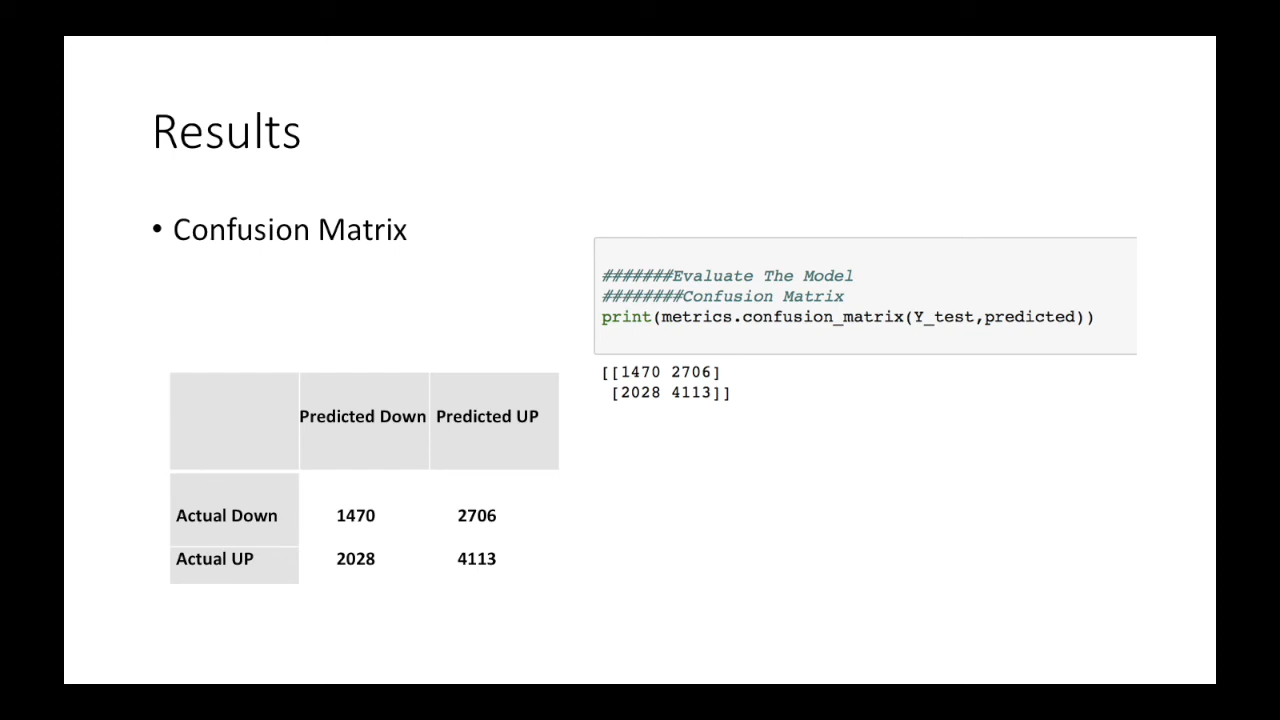 Results
• Confusion Matrix
#######Evaluate The Model
########Confusion Matrix
print(metrics.confusion_matrix(Y_test,predicted))
[[1470 2706]
[2028 4113]]
Predicted Down Predicted UP
Actual Down 1470 2706
Actual UP 2028 4113